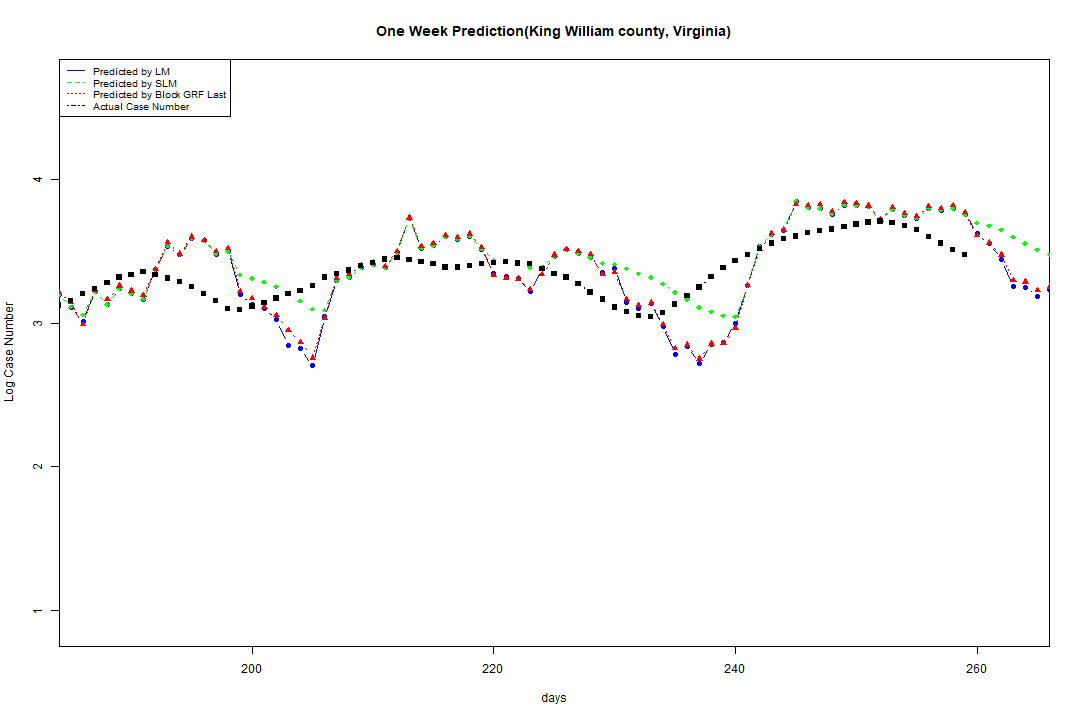 One Week Prediction(King William county, Virginia)
Predicted by LM
Predicted by SLM
Predicted by Block GRF Last
Actual Case Number
4
3
2
1
Log Case Number
200 220 240 260
days